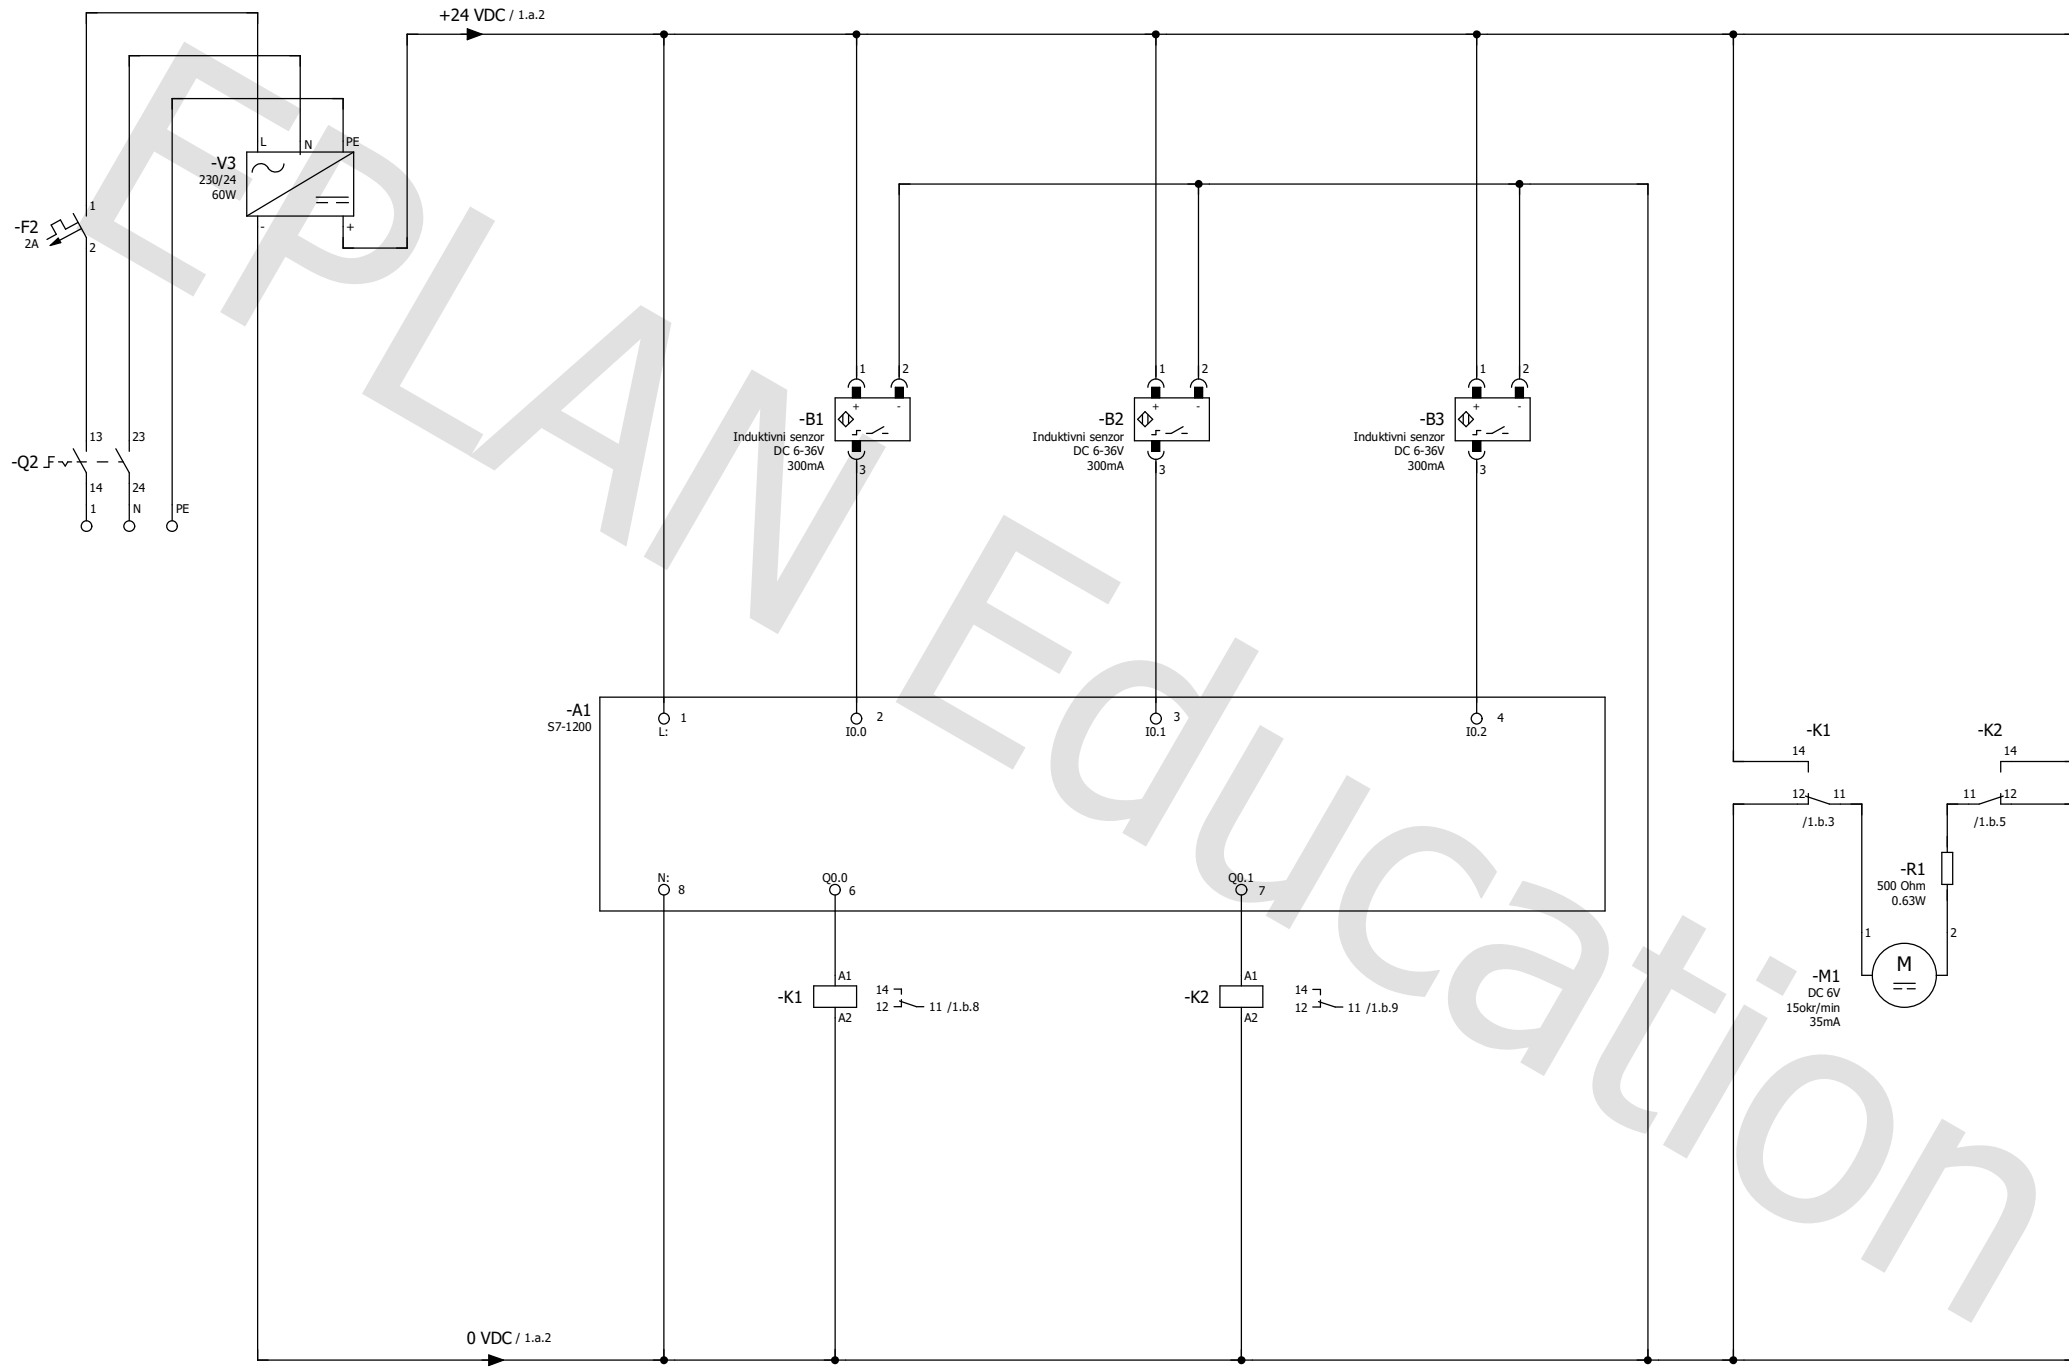 +24 VDC / 1.a.2
L
N
PE
-V3
230/24
60W
-
+
1
-F2
2A
2
13
23
-Q2
14
24
1
N
PE
1
2
+
-
-B1
Induktivni senzor
DC 6-36V
300mA
3
1
2
+
-
-B2
Induktivni senzor
DC 6-36V
300mA
3
1
2
+
-
-B3
Induktivni senzor
DC 6-36V
300mA
3
-A1
S7-1200
1
L:
2
I0.0
3
I0.1
4
I0.2
N:
8
Q0.0
6
Q0.1
7
-K1
A1
A2
14
12
11 /1.b.8
-K2
A1
A2
14
12
11 /1.b.9
-K1
14
12
11
/1.b.3
-K2
14
11
12
/1.b.5
-R1
500 Ohm
0.63W
1
2
M
-M1
DC 6V
15okr/min
35mA
0 VDC / 1.a.2
EPLAN Education